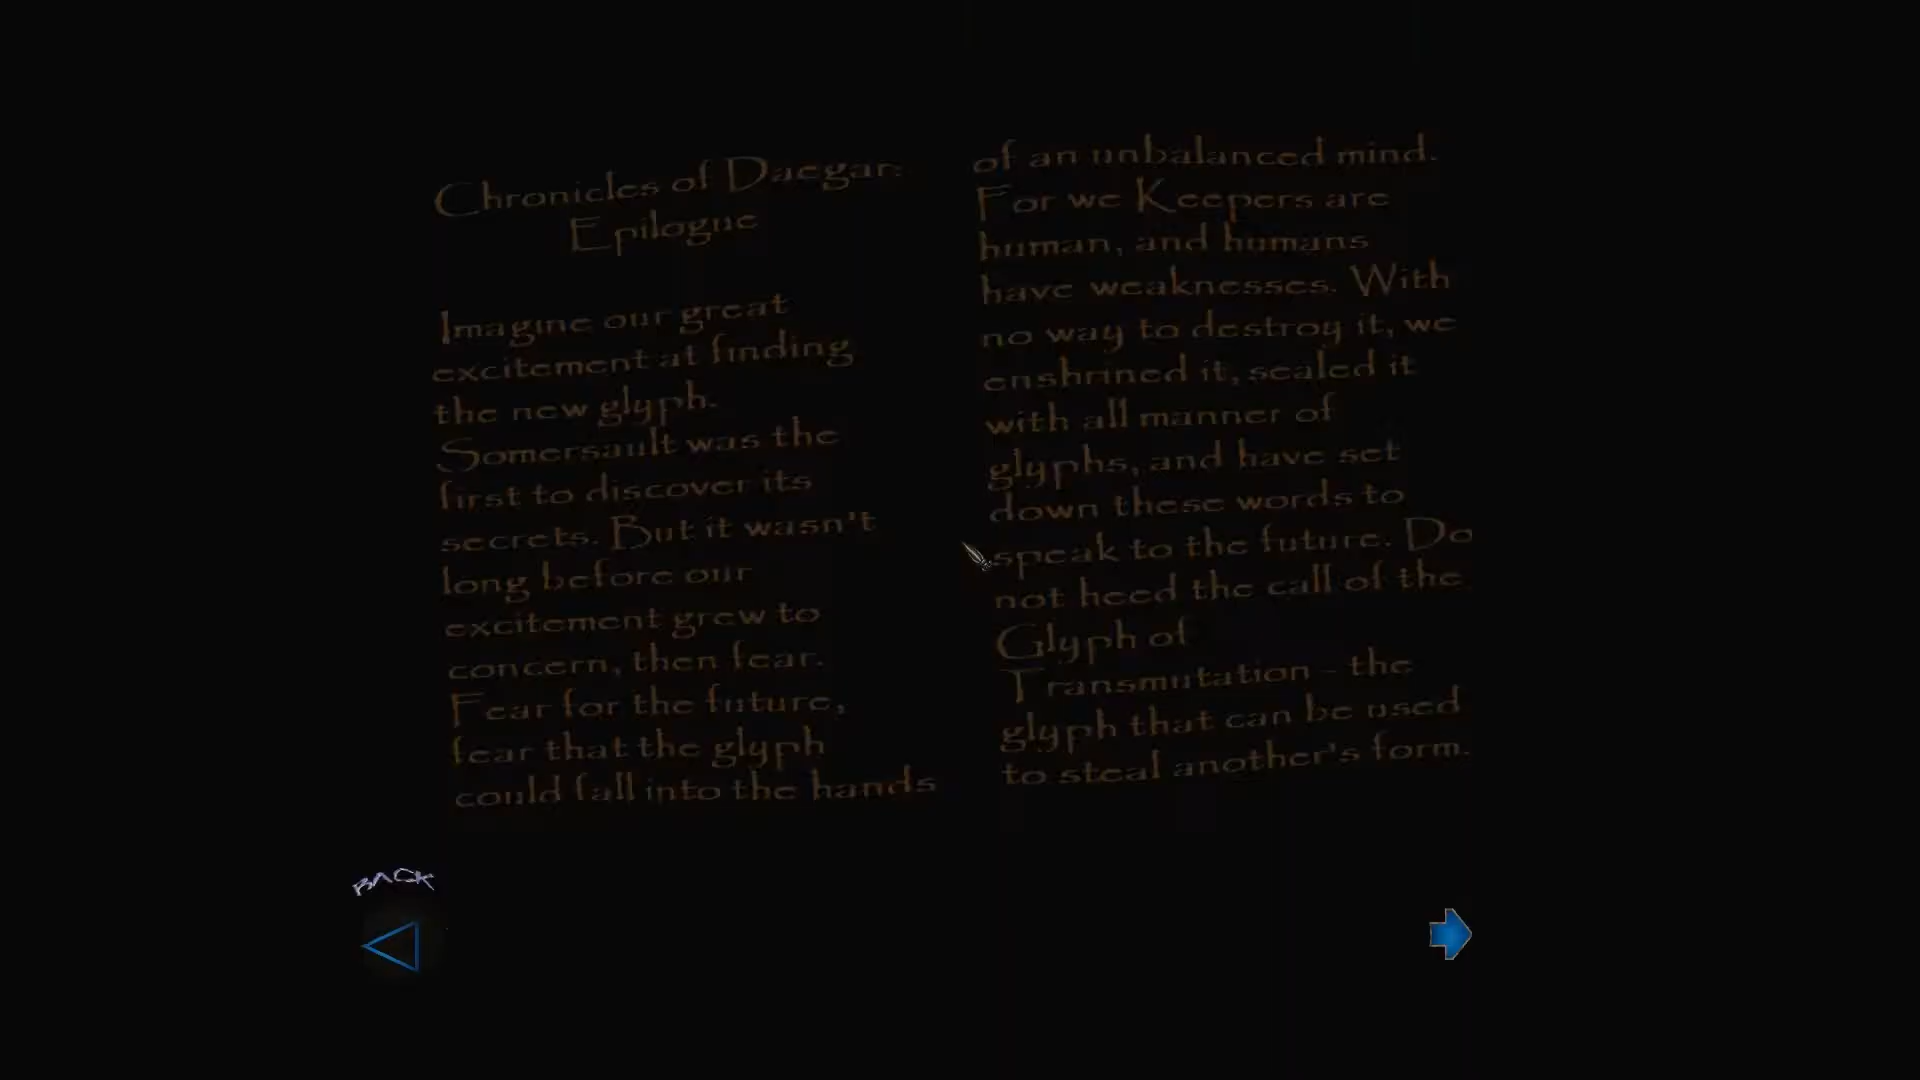 Chronicles of Daegar:
Epilogue
Imagine our great
excitement at finding
the new glyph.
Somersault was the
first to discover its
secrets. But it wasn't
long before our
excitement grew to
concern, then fear.
Fear for the future,
fear that the glyph
could fall into the hands
of an unbalanced mind.
For we Keepers are
human, and humans
have weaknesses. With
no way to destroy it, we
enshrined it, sealed it
with all manner of
glyphs, and have set
down these words to
speak to the future. Do
not heed the call of the
Glyph of
Transmutation - the
glyph that can be used
to steal another's form.
BACK